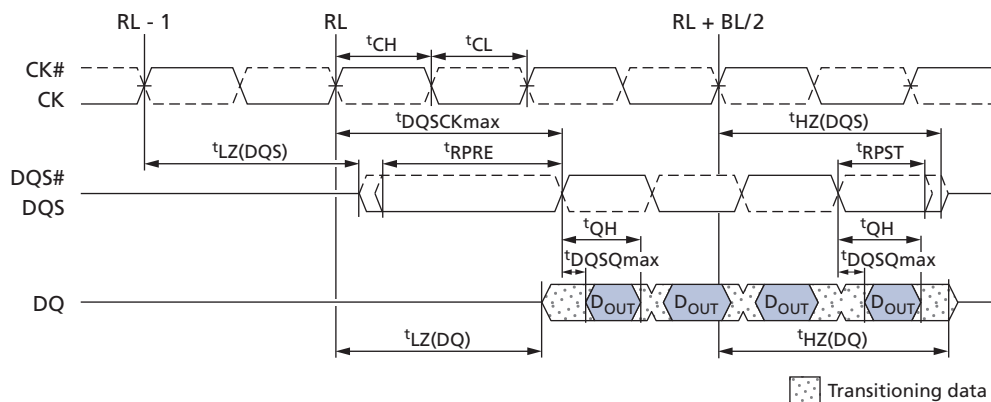 RL - 1 RL RL + BL/2
tCH tCL
CK#
CK
tDQSCKmax tHZ(DQS)
tLZ(DQS) tRPRE tRPST
DQS#
DQS
tQH tQH
tDQSQmax tDQSQmax
DQ DOUT DOUT DOUT DOUT
tLZ(DQ) tHZ(DQ)
Transitioning data